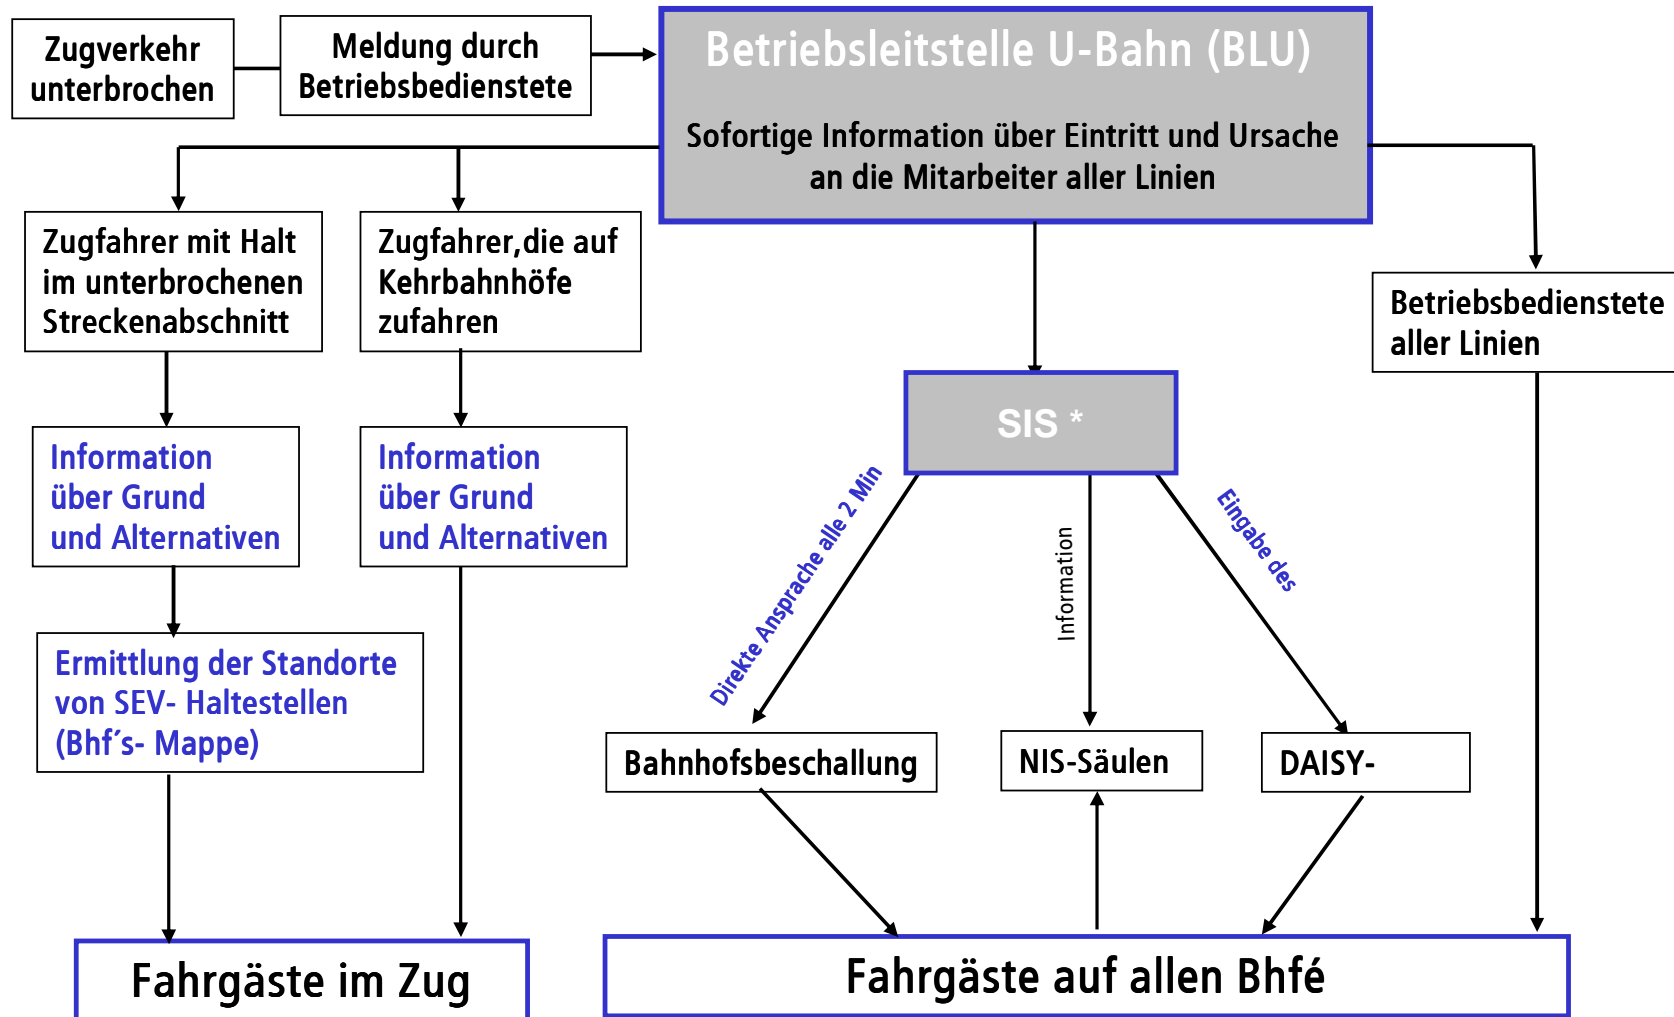 Zugverkehr
unterbrochen
Meldung durch
Betriebsbedienstete
Betriebsleitstelle U-Bahn (BLU)
Sofortige Information über Eintritt und Ursache
an die Mitarbeiter aller Linien
Zugfahrer mit Halt
im unterbrochenen
Streckenabschnitt
Zugfahrer,die auf
Kehrbahnhöfe
zufahren
Betriebsbedienstete
aller Linien
SIS *
Information
über Grund
und Alternativen
Information
über Grund
und Alternativen
Direkte Ansprache alle 2 Min
Information
Eingabe des
Ermittlung der Standorte
von SEV- Haltestellen
(Bhf´s- Mappe)
Bahnhofsbeschallung
NIS-Säulen
DAISY-
Fahrgäste im Zug
Fahrgäste auf allen Bhfé